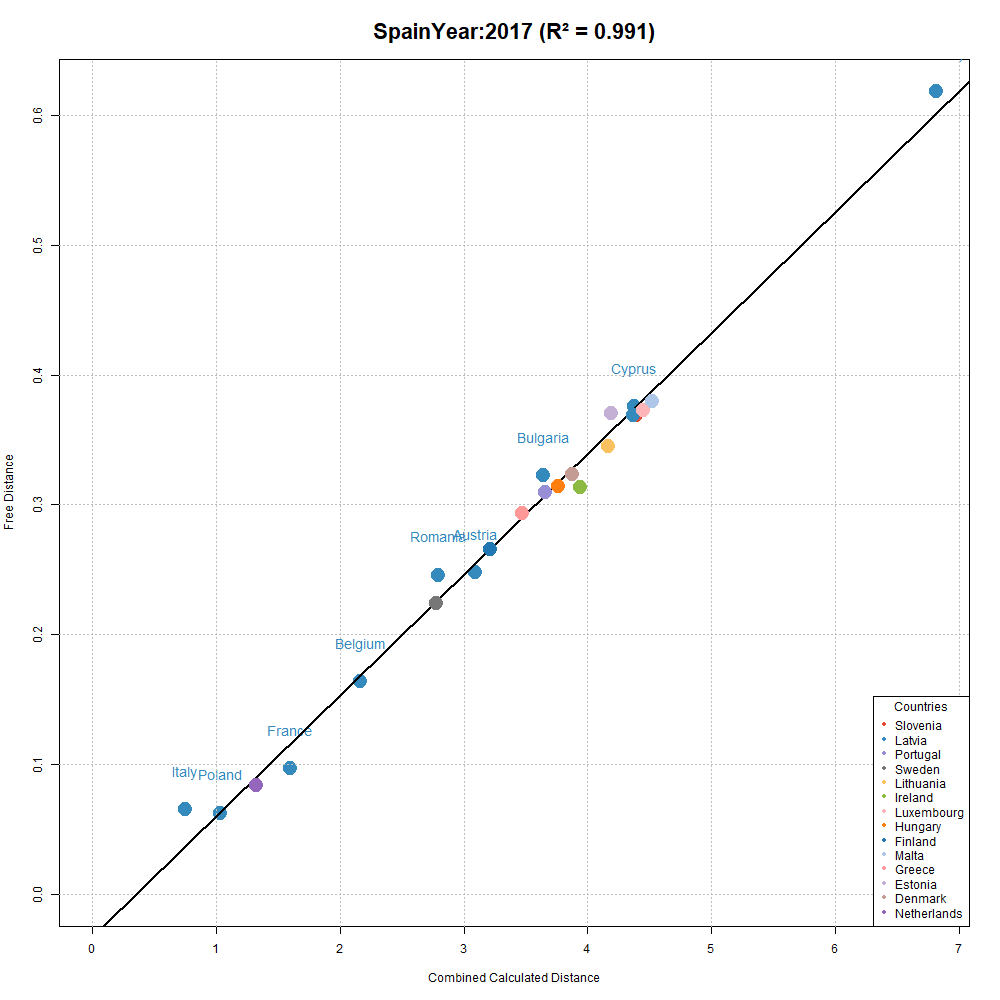 SpainYear:2017 (R² = 0.991)
Free Distance
0.6
0.5
0.4
0.3
0.2
0.1
0.0
Cyprus
Bulgaria
Romania
Austria
Belgium
France
Italy
Poland
Countries
Slovenia
Latvia
Portugal
Sweden
Lithuania
Ireland
Luxembourg
Hungary
Finland
Malta
Greece
Estonia
Denmark
Netherlands
0 1 2 3 4 5 6 7
Combined Calculated Distance